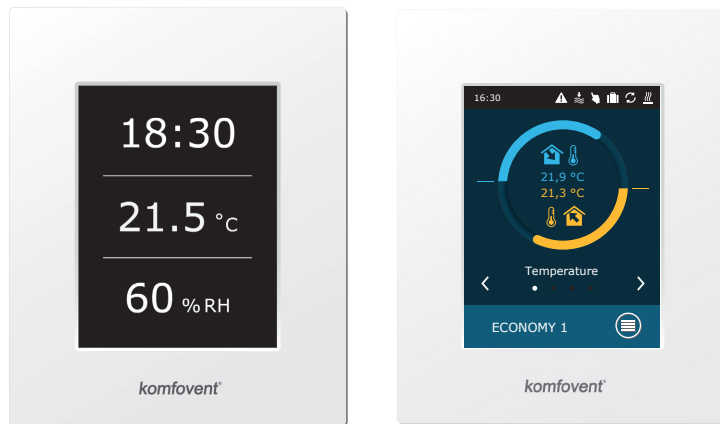 18:30
21.5 °C
60 % RH
komfovent®
16:30
21,9 °C
21,3 °C
Temperature
ECONOMY 1
komfovent®